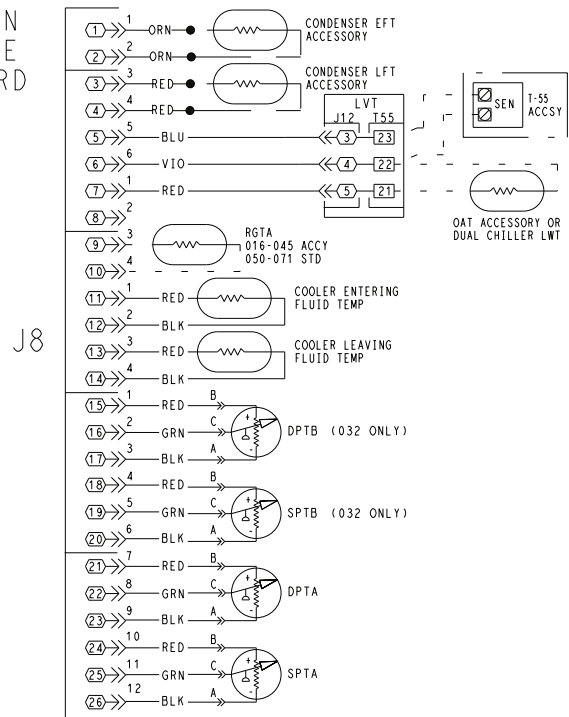 N
E
RD
J8
1 1 ORN
CONDENSER EFT
ACCESSORY
2 2 ORN
3 3 RED
CONDENSER LFT
ACCESSORY
4 4 RED
LVT
J12 T55
SEN
T-55
ACCSY
5 5 BLU 3 23
6 6 VIO 4 22
7 1 RED 5 21
8 2
OAT ACCESSORY OR
DUAL CHILLER LWT
9 3
RGTA
016-045 ACCY
050-071 STD
10 4
11 1 RED
COOLER ENTERING
FLUID TEMP
12 2 BLK
13 3 RED
COOLER LEAVING
FLUID TEMP
14 4 BLK
15 1 RED B
16 2 GRN C + - DPTB (032 ONLY)
17 3 BLK A
18 4 RED B
19 5 GRN C + - SPTB (032 ONLY)
20 6 BLK A
21 7 RED B
22 8 GRN C + - DPTA
23 9 BLK A
24 10 RED B
25 11 GRN C + - SPTA
26 12 BLK A